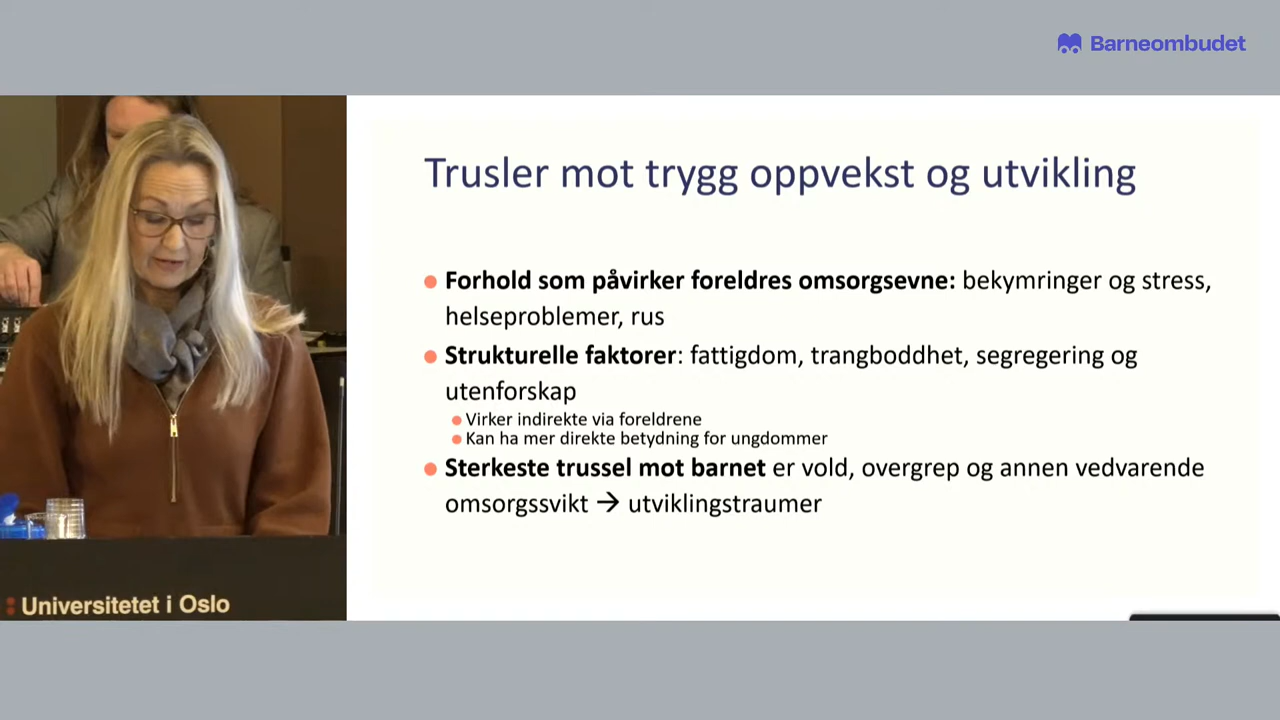 Barneombudet
Trusler mot trygg oppvekst og utvikling
● Forhold som påvirker foreldres omsorgsevne: bekymringer og stress,
helseproblemer, rus
● Strukturelle faktorer: fattigdom, trangboddhet, segregering og
utenforskap
● Virker indirekte via foreldrene
● Kan ha mer direkte betydning for ungdommer
● Sterkeste trussel mot barnet er vold, overgrep og annen vedvarende
omsorgssvikt → utviklingstraumer
Universitetet i Oslo